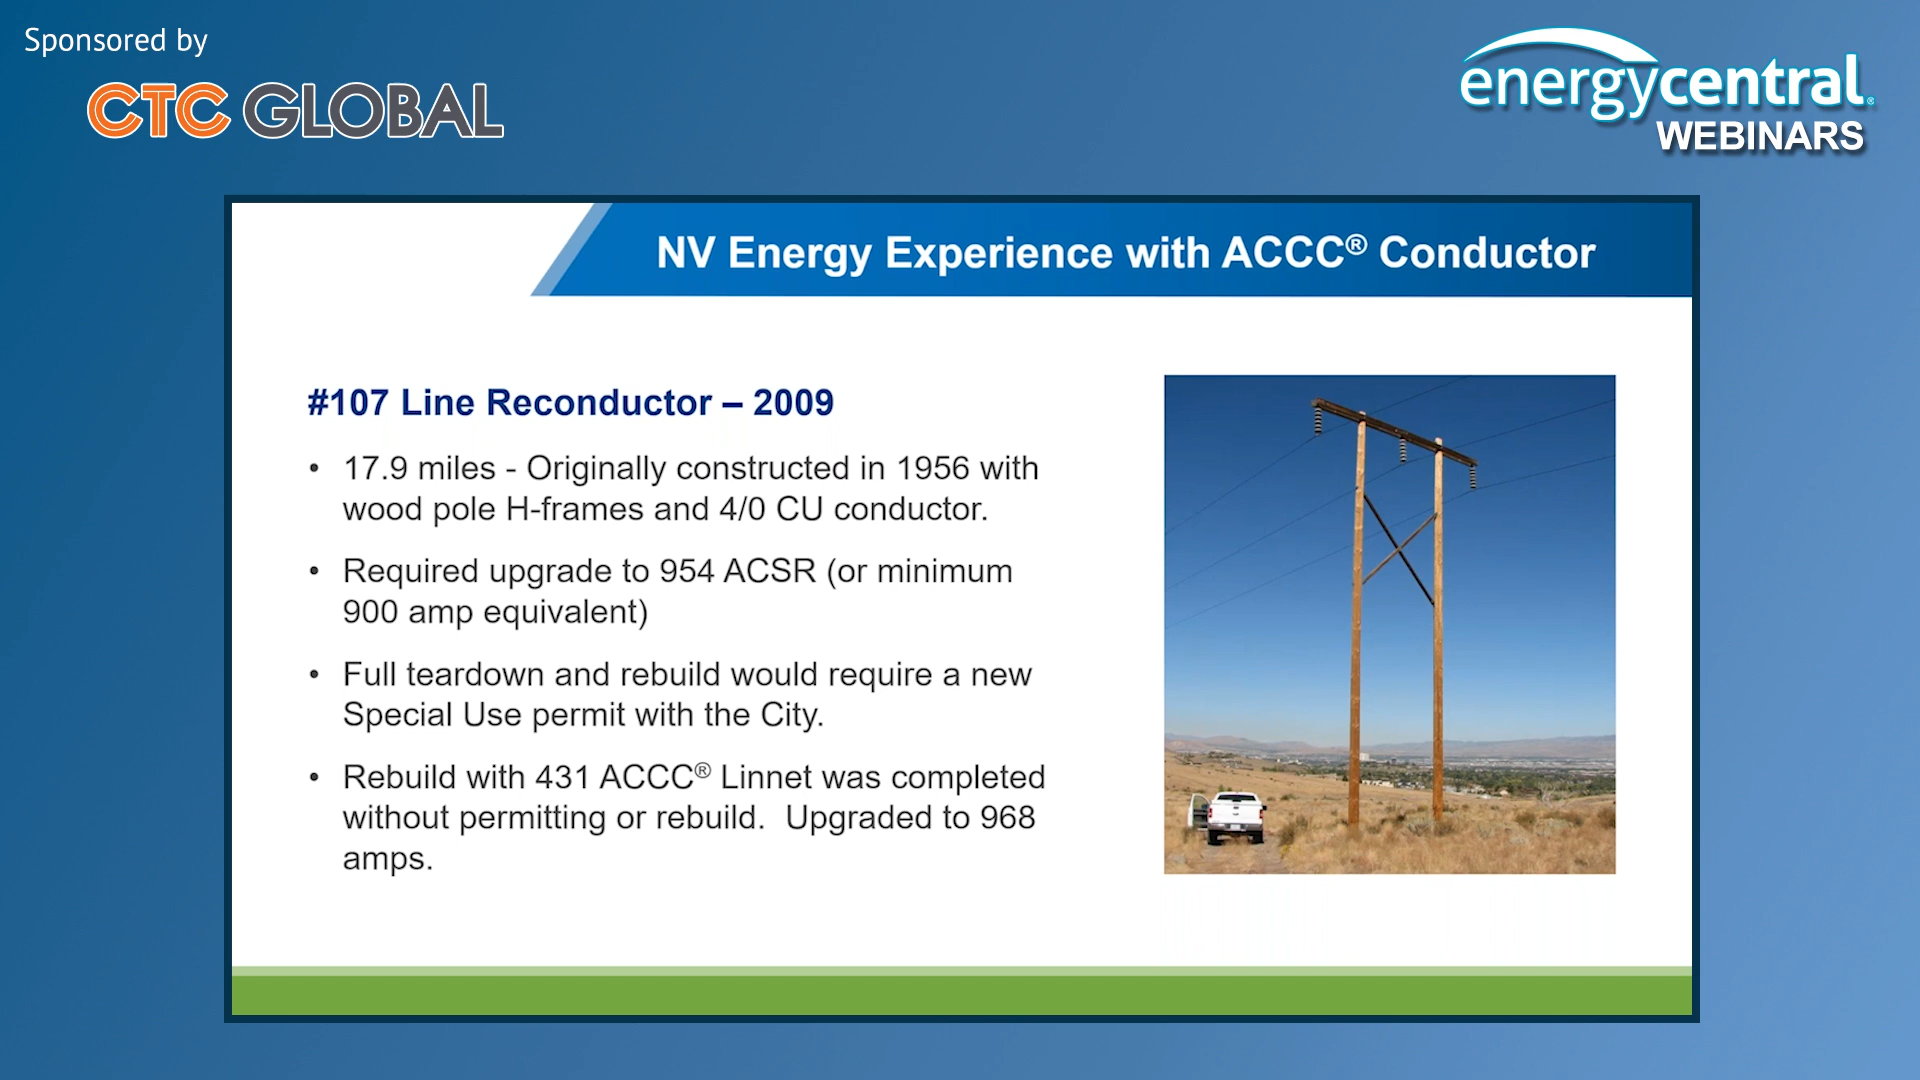 Sponsored by
CTC GLOBAL
energycentral®
WEBINARS
NV Energy Experience with ACCC® Conductor
#107 Line Reconductor – 2009
• 17.9 miles - Originally constructed in 1956 with
wood pole H-frames and 4/0 CU conductor.
• Required upgrade to 954 ACSR (or minimum
900 amp equivalent)
• Full teardown and rebuild would require a new
Special Use permit with the City.
• Rebuild with 431 ACCC® Linnet was completed
without permitting or rebuild.  Upgraded to 968
amps.